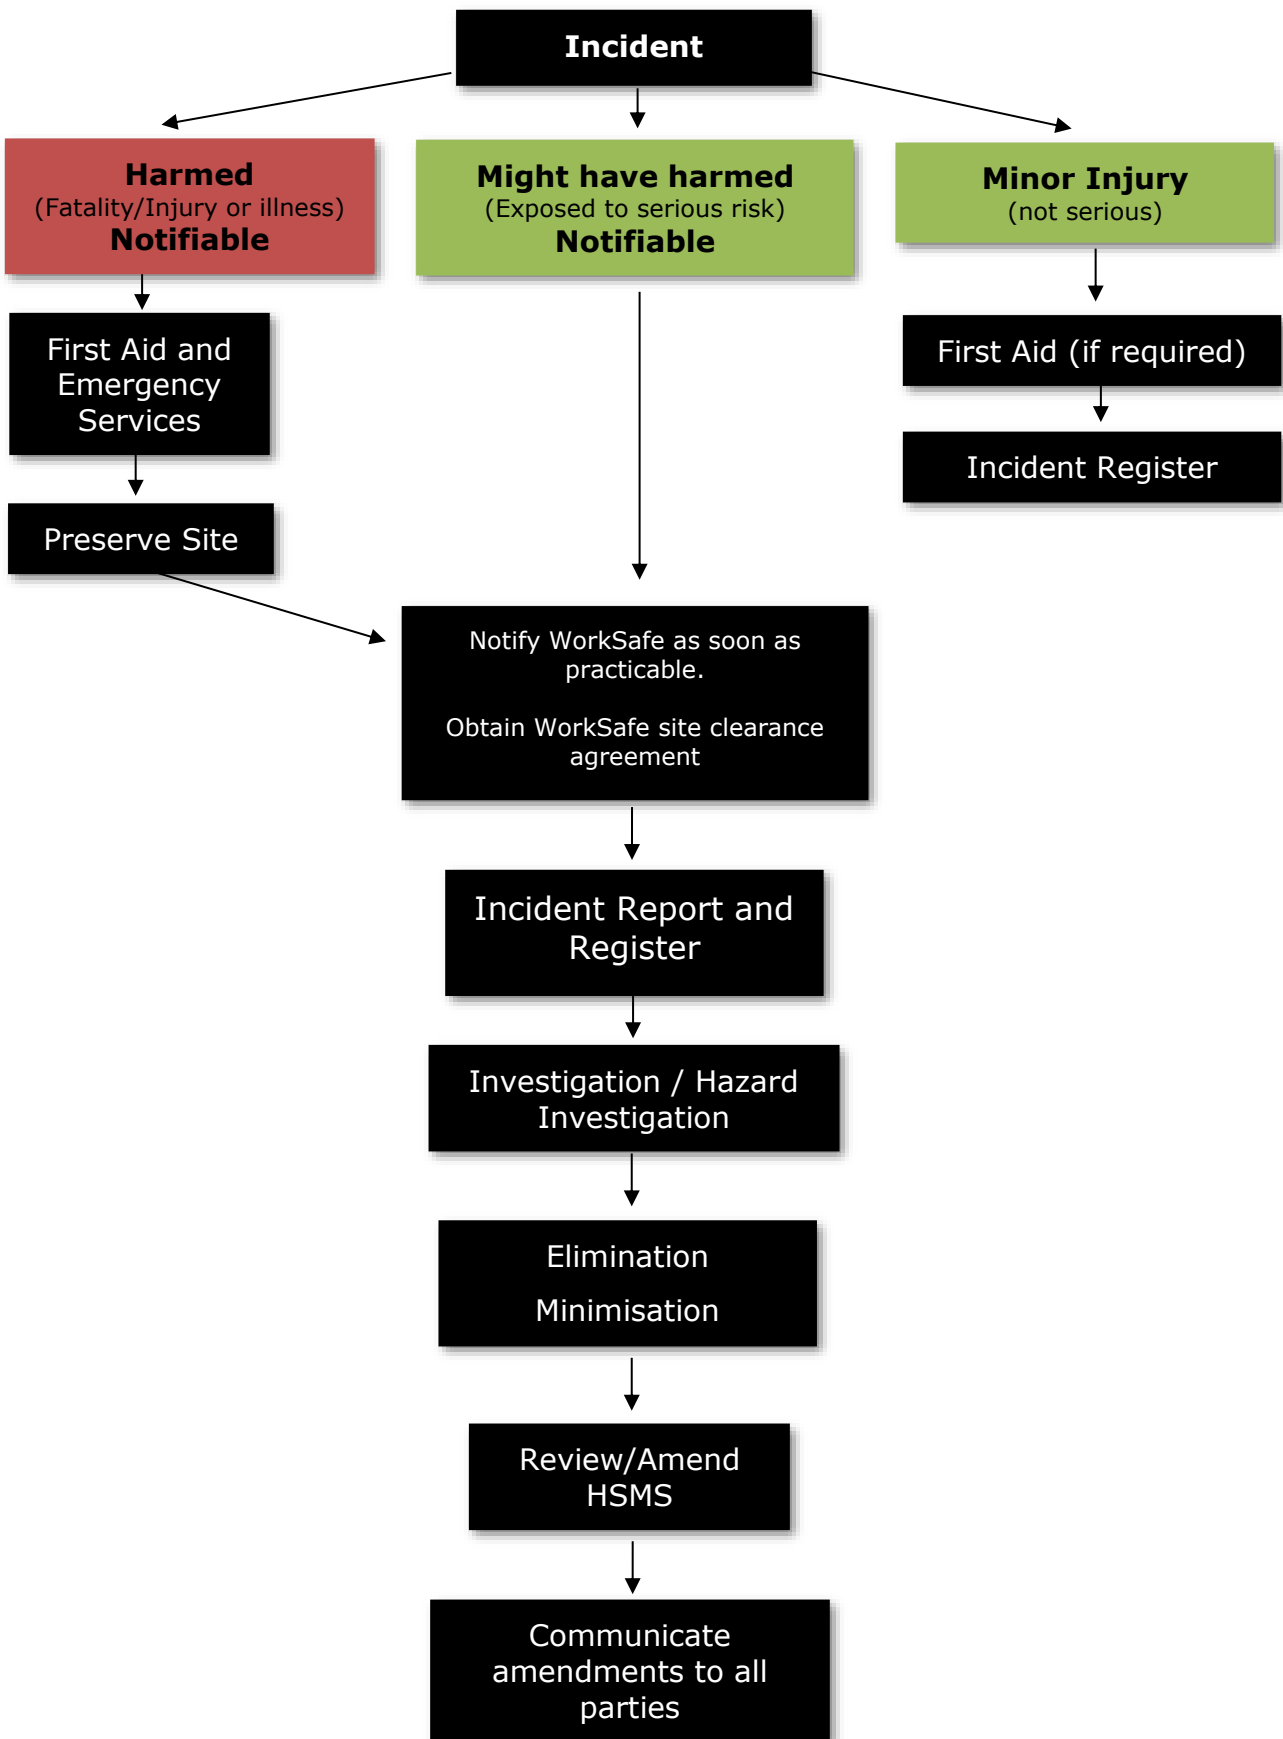 Incident
Harmed
(Fatality/Injury or illness)
Notifiable
Might have harmed
(Exposed to serious risk)
Notifiable
Minor Injury
(not serious)
First Aid and
Emergency
Services
First Aid (if required)
Incident Register
Preserve Site
Notify WorkSafe as soon as
practicable.
Obtain WorkSafe site clearance
agreement
Incident Report and
Register
Investigation / Hazard
Investigation
Elimination
Minimisation
Review/Amend
HSMS
Communicate
amendments to all
parties